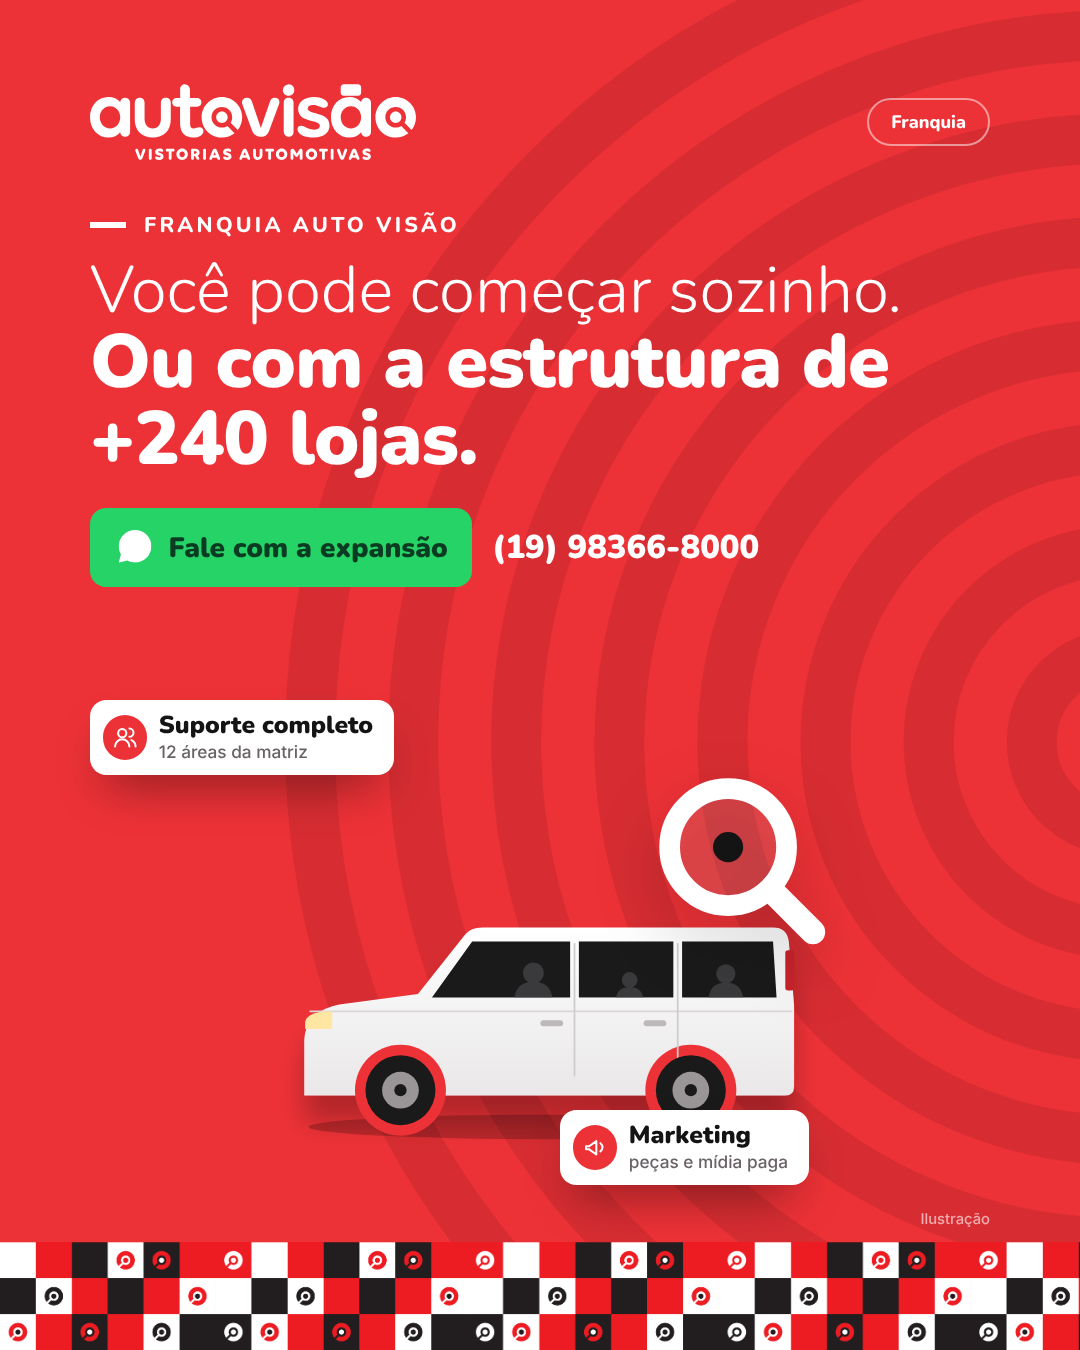 autovisão
VISTORIAS AUTOMOTIVAS
Franquia
FRANQUIA AUTO VISÃO
Você pode começar sozinho.
Ou com a estrutura de
+240 lojas.
Fale com a expansão
(19) 98366-8000
Suporte completo
12 áreas da matriz
Marketing
peças e mídia paga
Ilustração